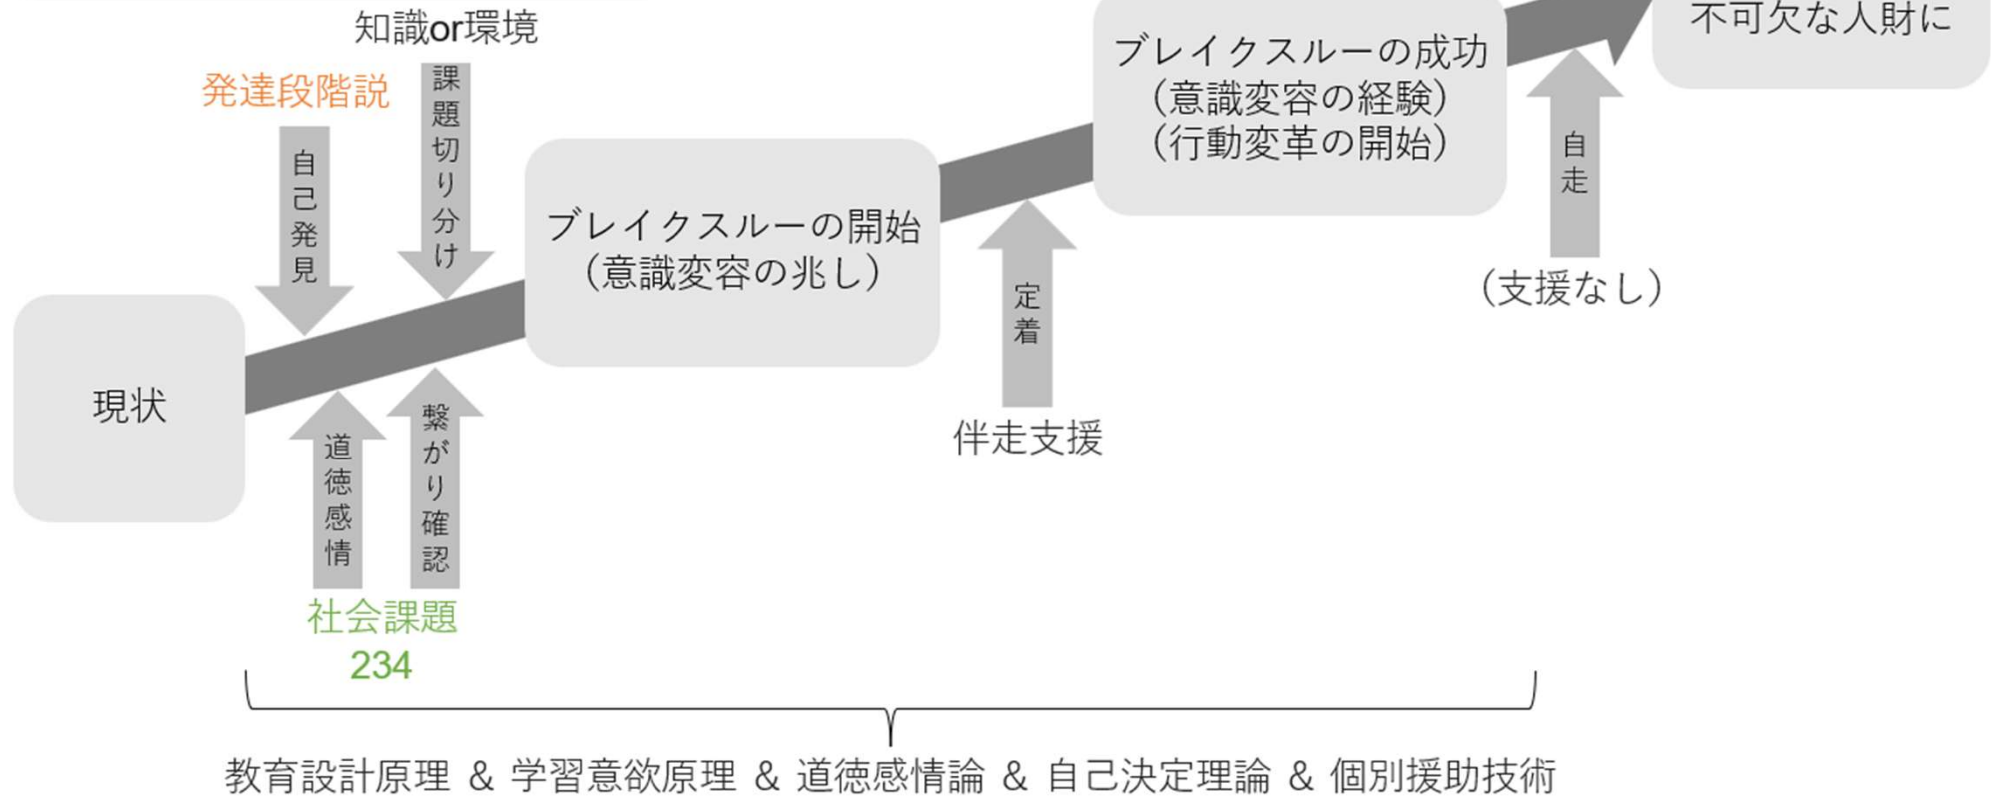 不可欠な人財に
ブレイクスルーの成功
（意識変容の経験）
（行動変革の開始）
自走
（支援なし）
知識or環境
課題切り分け
発達段階説
自己発見
ブレイクスルーの開始
（意識変容の兆し）
定着
伴走支援
現状
道徳感情
繋がり確認
社会課題
234
教育設計原理 & 学習意欲原理 & 道徳感情論 & 自己決定理論 & 個別援助技術